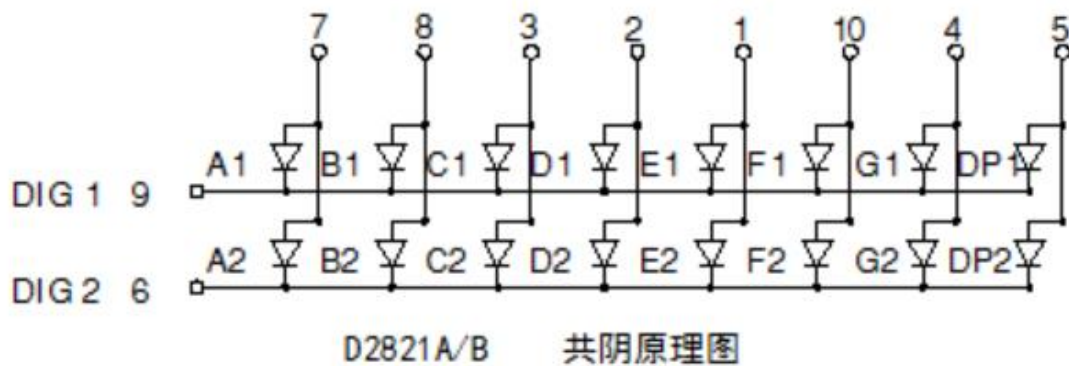 7 8 3 2 1 10 4 5
A1 B1 C1 D1 E1 F1 G1 DP1
DIG 1 9
A2 B2 C2 D2 E2 F2 G2 DP2
DIG 2 6
D2821A/B 共阴原理图